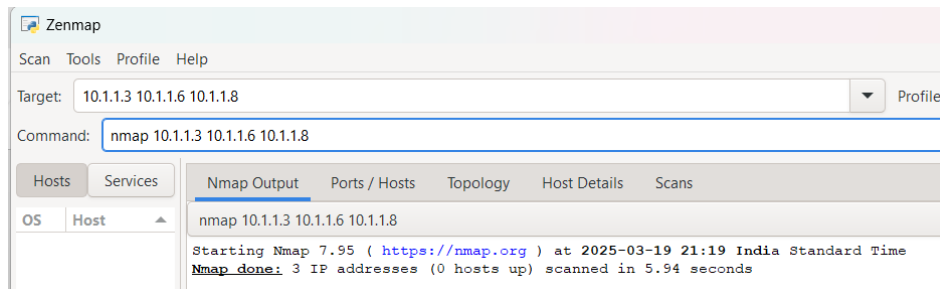 Zenmap
Scan Tools Profile Help
Target: 10.1.1.3 10.1.1.6 10.1.1.8 Profile
Command: nmap 10.1.1.3 10.1.1.6 10.1.1.8
Hosts Services Nmap Output Ports / Hosts Topology Host Details Scans
OS Host nmap 10.1.1.3 10.1.1.6 10.1.1.8
Starting Nmap 7.95 ( https://nmap.org ) at 2025-03-19 21:19 India Standard Time
Nmap done: 3 IP addresses (0 hosts up) scanned in 5.94 seconds